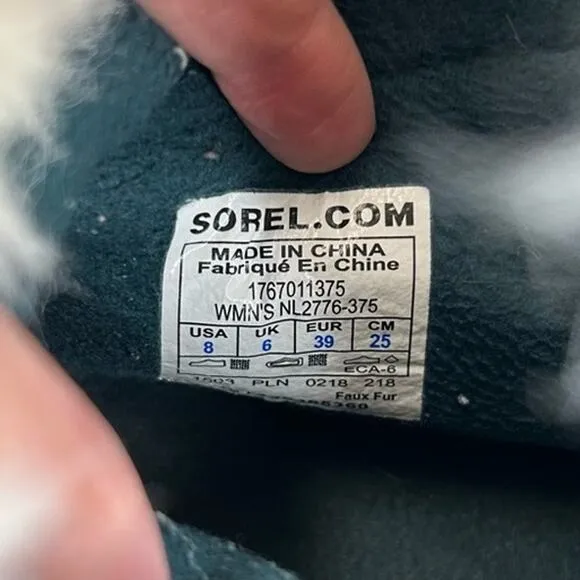 SOREL.COM
MADE IN CHINA
Fabriqué En Chine
1767011375
WMN'S NL2776-375
USA UK EUR CM
8 6 39 25
ECA-6
PLN 0218 218
Faux Fur